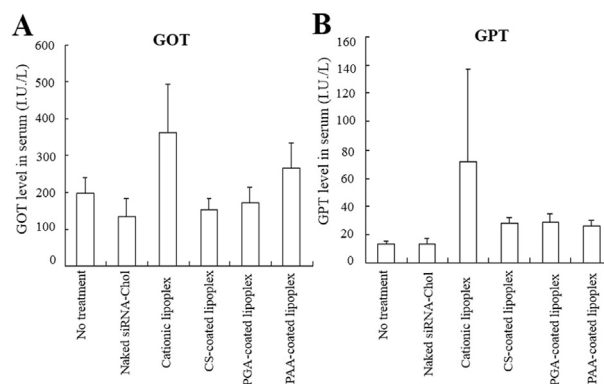 A
GOT
GOT level in serum (I.U./L)
600
500
400
300
200
100
0
No treatment
Naked siRNA-Chol
Cationic lipoplex
CS-coated lipoplex
PGA-coated lipoplex
PAA-coated lipoplex
B
GPT
GPT level in serum (I.U./L)
160
140
120
100
80
60
40
20
0
No treatment
Naked siRNA-Chol
Cationic lipoplex
CS-coated lipoplex
PGA-coated lipoplex
PAA-coated lipoplex